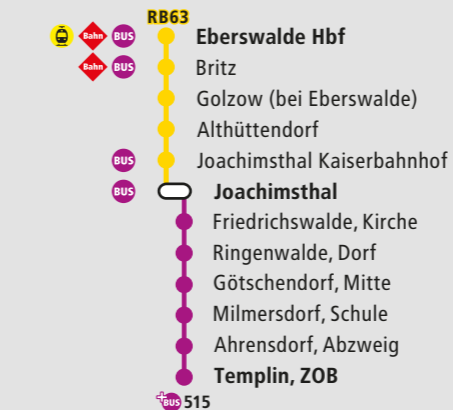 RB63
Bahn BUS Eberswalde Hbf
Bahn BUS Britz
Golzow (bei Eberswalde)
Althüttendorf
BUS Joachimsthal Kaiserbahnhof
BUS Joachimsthal
Friedrichswalde, Kirche
Ringenwalde, Dorf
Götschendorf, Mitte
Milmersdorf, Schule
Ahrensdorf, Abzweig
Templin, ZOB
+BUS 515